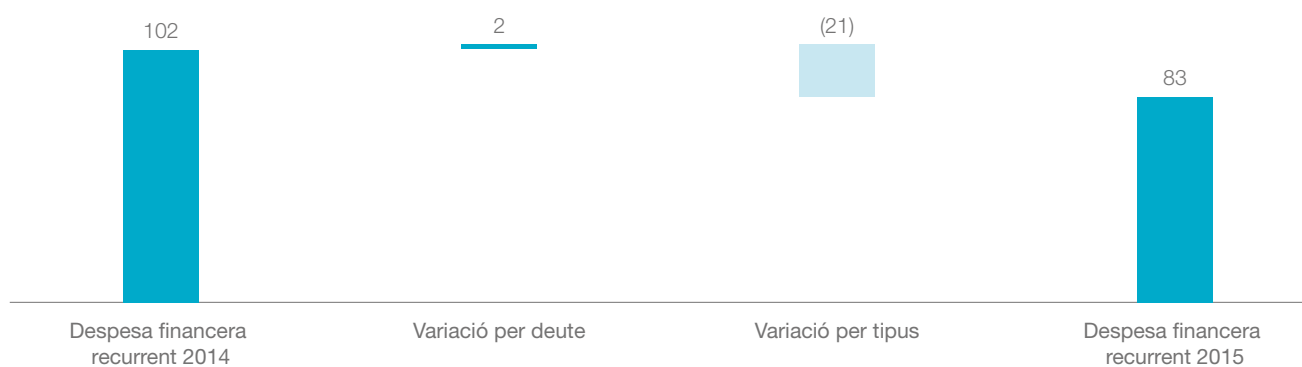 102
2
(21)
83
Despesa financera
recurrent 2014
Variació per deute
Variació per tipus
Despesa financera
recurrent 2015